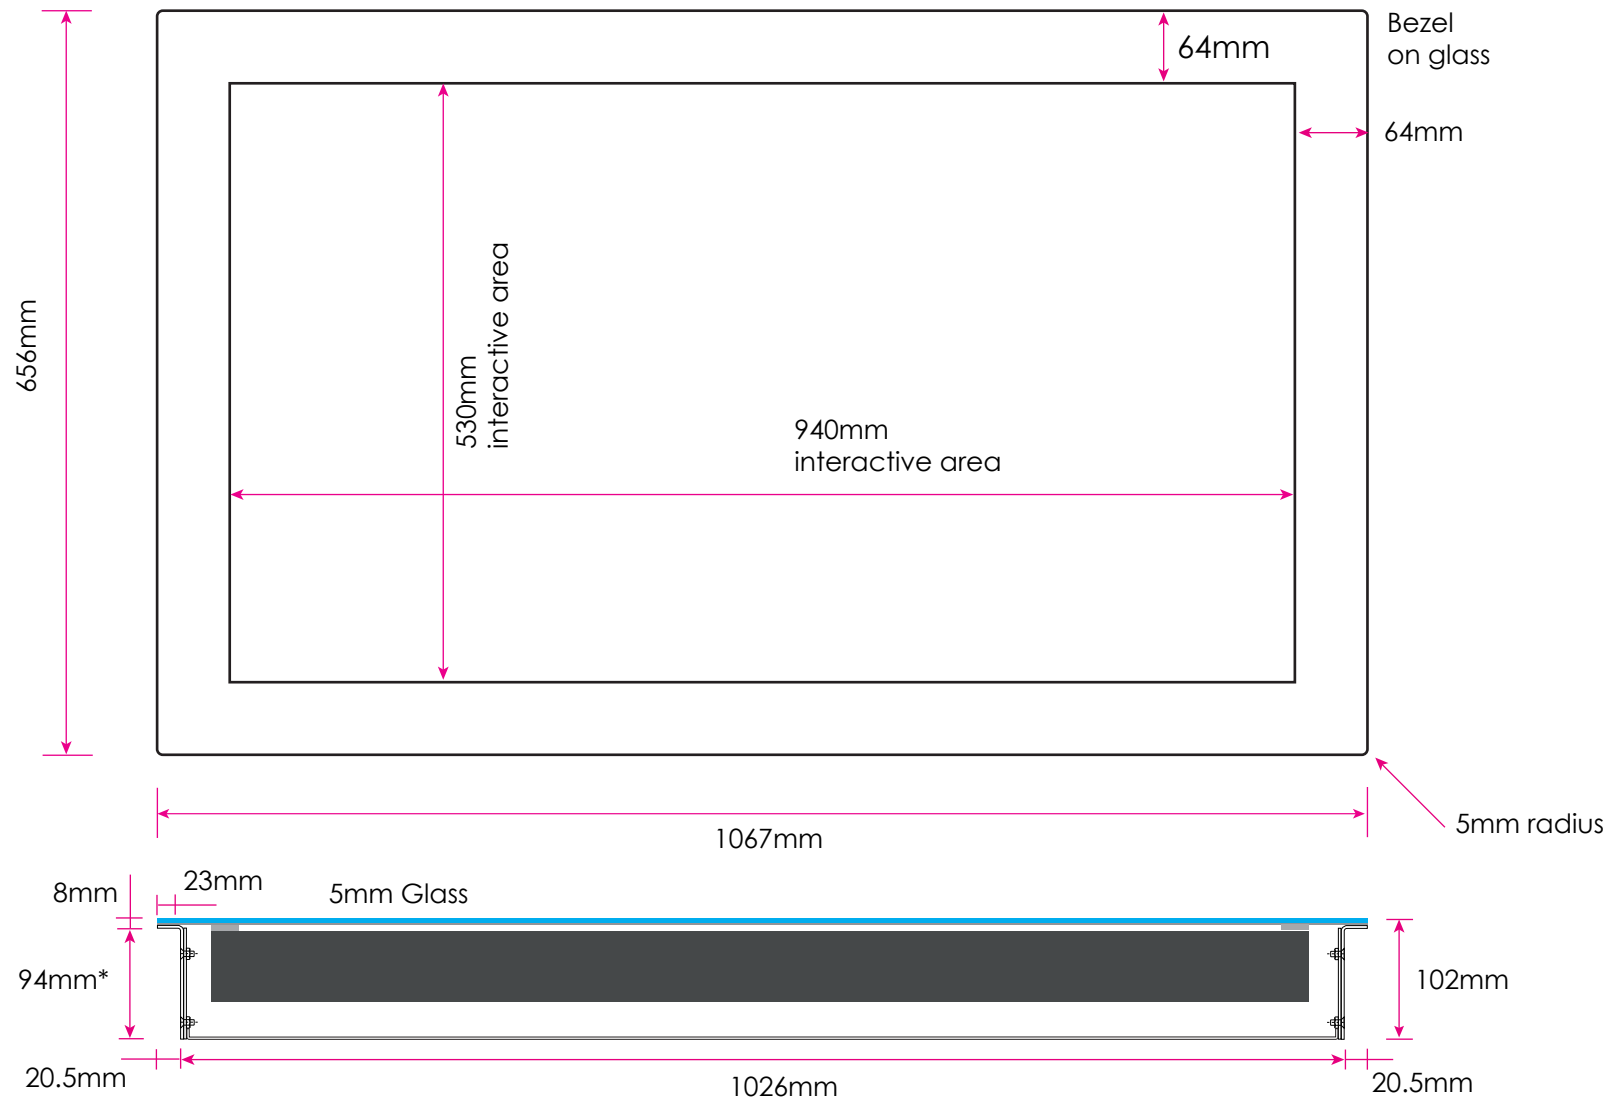 Bezel
on glass
64mm
64mm
656mm
530mm
interactive area
940mm
interactive area
1067mm
5mm radius
8mm
23mm
5mm Glass
94mm*
102mm
20.5mm
1026mm
20.5mm